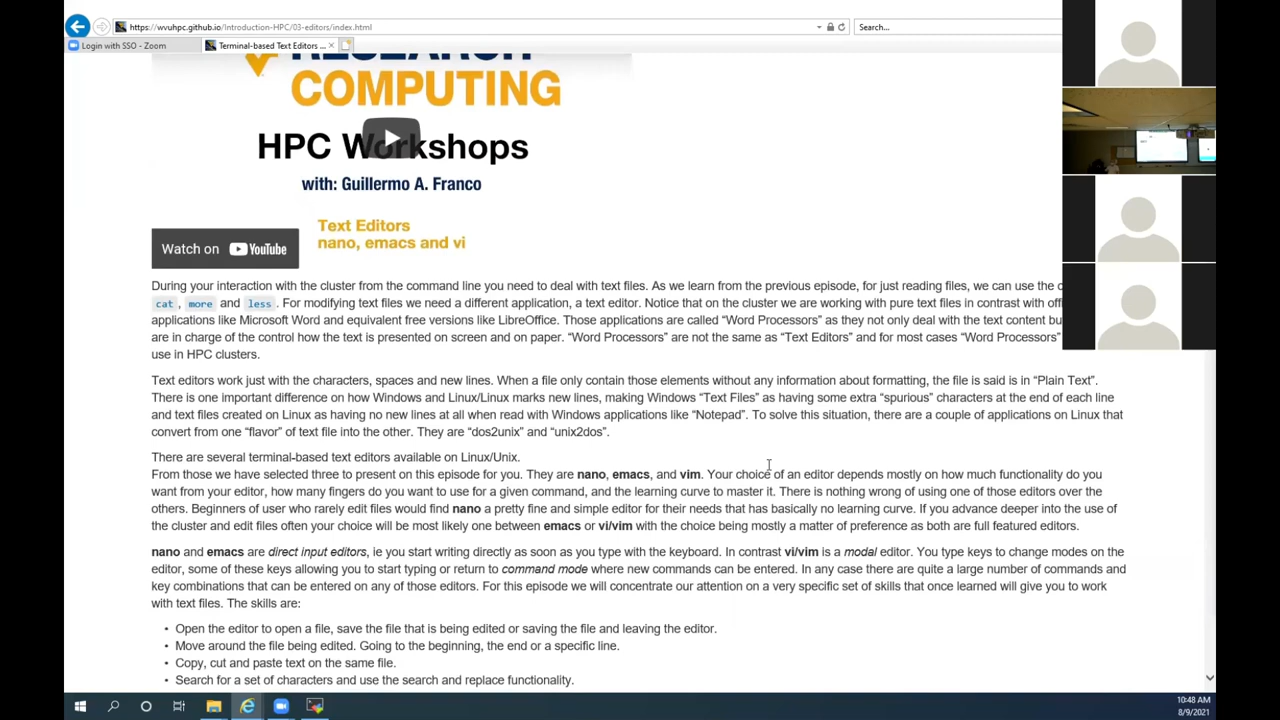 https://wvuhpc.github.io/Introduction-HPC/03-editors/index.html
Search...
Login with SSO - Zoom
Terminal-based Text Editors ...
COMPUTING
HPC Workshops
with: Guillermo A. Franco
Text Editors
nano, emacs and vi
Watch on YouTube
During your interaction with the cluster from the command line you need to deal with text files. As we learn from the previous episode, for just reading files, we can use the
cat, more and less. For modifying text files we need a different application, a text editor. Notice that on the cluster we are working with pure text files in contrast with
applications like Microsoft Word and equivalent free versions like LibreOffice. Those applications are called “Word Processors” as they not only deal with the text content
are in charge of the control how the text is presented on screen and on paper. “Word Processors” are not the same as “Text Editors” and for most cases “Word Processors”
use in HPC clusters.
Text editors work just with the characters, spaces and new lines. When a file only contain those elements without any information about formatting, the file is said is in “Plain Text”.
There is one important difference on how Windows and Linux/Linux marks new lines, making Windows “Text Files” as having some extra “spurious” characters at the end of each line
and text files created on Linux as having no new lines at all when read with Windows applications like “Notepad”. To solve this situation, there are a couple of applications on Linux that
convert from one “flavor” of text file into the other. They are “dos2unix” and “unix2dos”.
There are several terminal-based text editors available on Linux/Unix.
From those we have selected three to present on this episode for you. They are nano, emacs, and vim. Your choice of an editor depends mostly on how much functionality do you
want from your editor, how many fingers do you want to use for a given command, and the learning curve to master it. There is nothing wrong of using one of those editors over the
others. Beginners of user who rarely edit files would find nano a pretty fine and simple editor for their needs that has basically no learning curve. If you advance deeper into the use of
the cluster and edit files often your choice will be most likely one between emacs or vi/vim with the choice being mostly a matter of preference as both are full featured editors.
nano and emacs are direct input editors, ie you start writing directly as soon as you type with the keyboard. In contrast vi/vim is a modal editor. You type keys to change modes on the
editor, some of these keys allowing you to start typing or return to command mode where new commands can be entered. In any case there are quite a large number of commands and
key combinations that can be entered on any of those editors. For this episode we will concentrate our attention on a very specific set of skills that once learned will give you to work
with text files. The skills are:
• Open the editor to open a file, save the file that is being edited or saving the file and leaving the editor.
• Move around the file being edited. Going to the beginning, the end or a specific line.
• Copy, cut and paste text on the same file.
• Search for a set of characters and use the search and replace functionality.
10:48 AM
8/9/2021